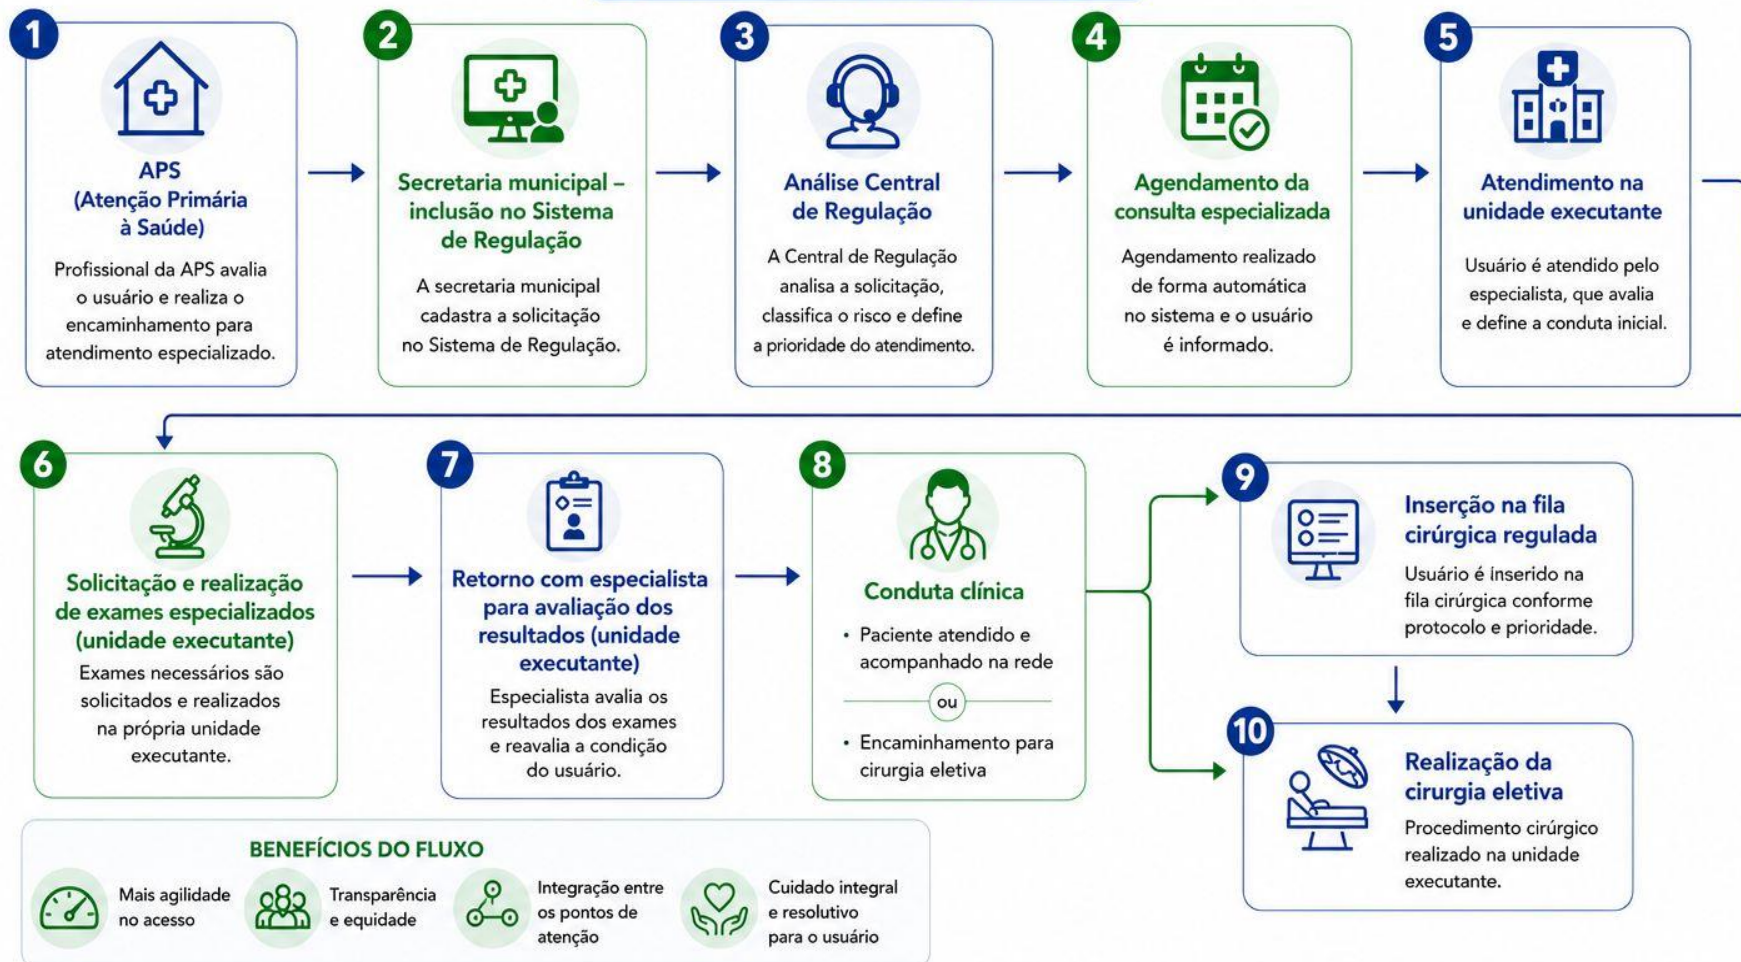 1
APS
(Atenção Primária
à Saúde)
Profissional da APS avalia
o usuário e realiza o
encaminhamento para
atendimento especializado.
2
Secretaria municipal –
inclusão no Sistema
de Regulação
A secretaria municipal
cadastra a solicitação
no Sistema de Regulação.
3
Análise Central
de Regulação
A Central de Regulação
analisa a solicitação,
classifica o risco e define
a prioridade do atendimento.
4
Agendamento da
consulta especializada
Agendamento realizado
de forma automática
no sistema e o usuário
é informado.
5
Atendimento na
unidade executante
Usuário é atendido pelo
especialista, que avalia
e define a conduta inicial.
6
Solicitação e realização
de exames especializados
(unidade executante)
Exames necessários são
solicitados e realizados
na própria unidade
executante.
7
Retorno com especialista
para avaliação dos
resultados (unidade
executante)
Especialista avalia os
resultados dos exames
e reavalia a condição
do usuário.
8
Conduta clínica
• Paciente atendido e
acompanhado na rede
ou
• Encaminhamento para
cirurgia eletiva
9
Inserção na fila
cirúrgica regulada
Usuário é inserido na
fila cirúrgica conforme
protocolo e prioridade.
10
Realização da
cirurgia eletiva
Procedimento cirúrgico
realizado na unidade
executante.
BENEFÍCIOS DO FLUXO
Mais agilidade
no acesso
Transparência
e equidade
Integração entre
os pontos de
atenção
Cuidado integral
e resolutivo
para o usuário